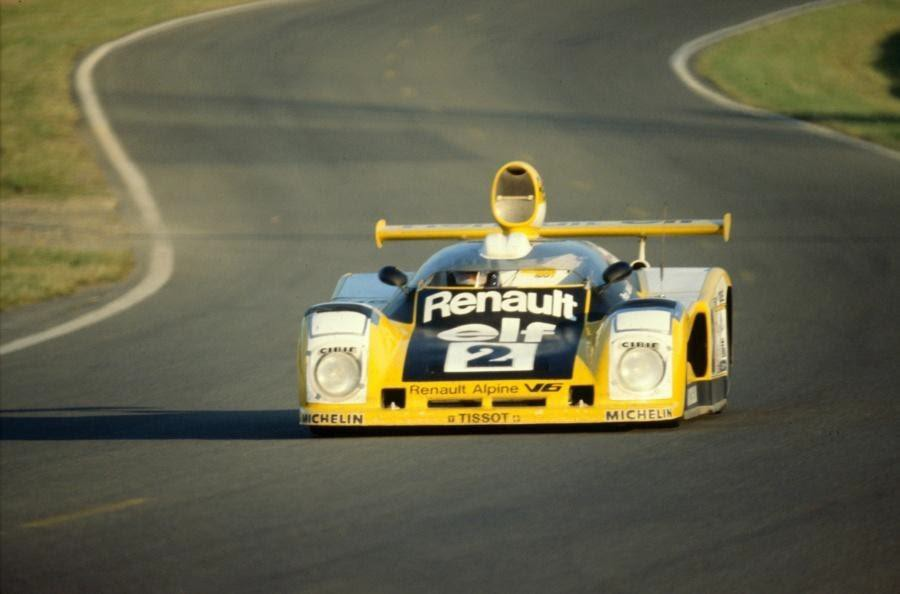 Renault
elf
2
CIBIE
CIBIE
Renault Alpine V6
MICHELIN
TISSOT
MICHELIN